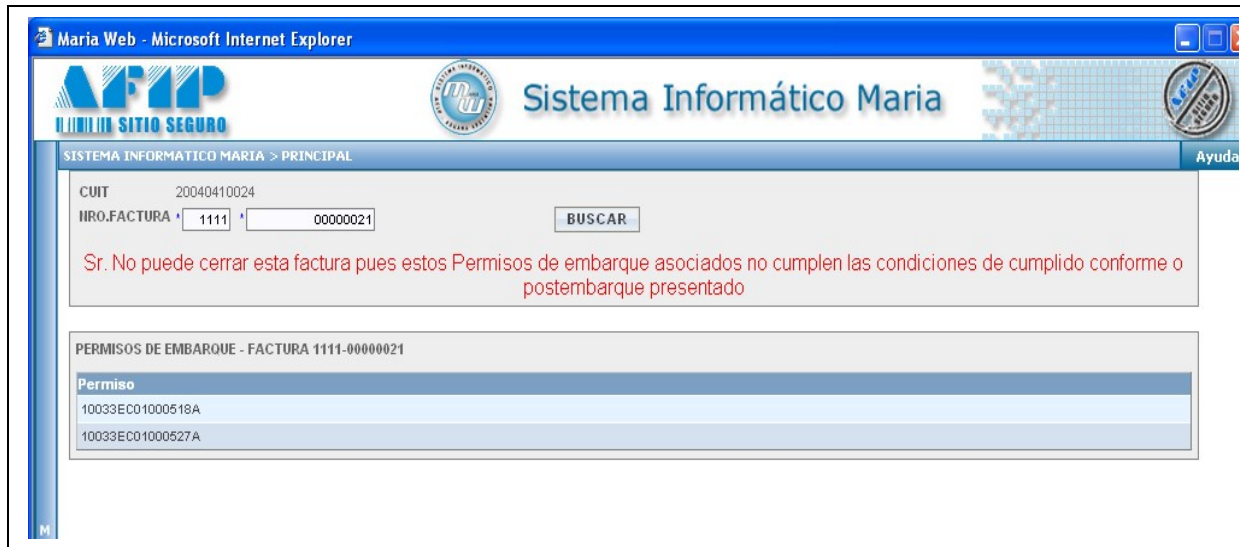 Maria Web - Microsoft Internet Explorer
AFIP
SITIO SEGURO
Sistema Informático Maria
SISTEMA INFORMATICO MARIA > PRINCIPAL
Ayuda
CUIT 20040410024
NRO.FACTURA * 1111 * 00000021 BUSCAR
Sr. No puede cerrar esta factura pues estos Permisos de embarque asociados no cumplen las condiciones de cumplido conforme o
postembarque presentado
PERMISOS DE EMBARQUE - FACTURA 1111-00000021
Permiso
10033EC01000518A
10033EC01000527A
M